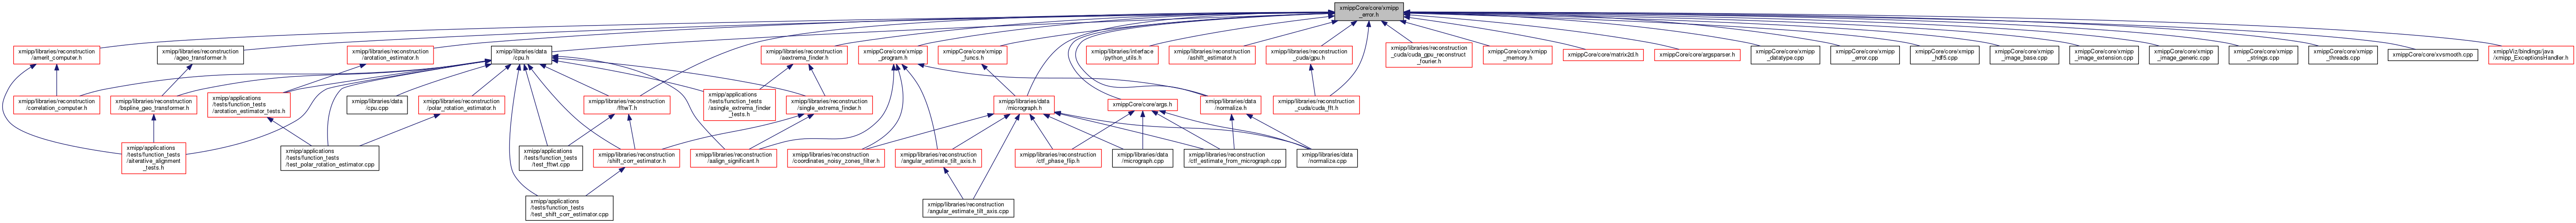 xmippCore/core/xmipp
_error.h
xmipp/libraries/reconstruction
/amerit_computer.h
xmipp/libraries/reconstruction
/ageo_transformer.h
xmipp/libraries/reconstruction
/arotation_estimator.h
xmipp/libraries/data
/cpu.h
xmipp/libraries/reconstruction
/aextrema_finder.h
xmippCore/core/xmipp
_program.h
xmippCore/core/xmipp
_funcs.h
xmipp/libraries/interface
/python_utils.h
xmipp/libraries/reconstruction
/ashift_estimator.h
xmipp/libraries/reconstruction
_cuda/gpu.h
xmipp/libraries/reconstruction
_cuda/cuda_gpu_reconstruct
_fourier.h
xmippCore/core/xmipp
_memory.h
xmippCore/core/matrix2d.h
xmippCore/core/argsparser.h
xmippCore/core/xmipp
_datatype.cpp
xmippCore/core/xmipp
_error.cpp
xmippCore/core/xmipp
_hdf5.cpp
xmippCore/core/xmipp
_image_base.cpp
xmippCore/core/xmipp
_image_extension.cpp
xmippCore/core/xmipp
_image_generic.cpp
xmippCore/core/xmipp
_strings.cpp
xmippCore/core/xmipp
_threads.cpp
xmippCore/core/xvsmooth.cpp
xmippViz/bindings/java
/xmipp_ExceptionsHandler.h
xmipp/libraries/reconstruction
/correlation_computer.h
xmipp/libraries/reconstruction
/bspline_geo_transformer.h
xmipp/applications
/tests/function_tests
/arotation_estimator_tests.h
xmipp/libraries/data
/cpu.cpp
xmipp/libraries/reconstruction
/polar_rotation_estimator.h
xmipp/libraries/reconstruction
/fftwT.h
xmipp/applications
/tests/function_tests
/asingle_extrema_finder
_tests.h
xmipp/libraries/reconstruction
/single_extrema_finder.h
xmipp/libraries/data
/micrograph.h
xmippCore/core/args.h
xmipp/libraries/data
/normalize.h
xmipp/libraries/reconstruction
_cuda/cuda_fft.h
xmipp/applications
/tests/function_tests
/aiterative_alignment
_tests.h
xmipp/applications
/tests/function_tests
/test_polar_rotation_estimator.cpp
xmipp/applications
/tests/function_tests
/test_fftwt.cpp
xmipp/libraries/reconstruction
/shift_corr_estimator.h
xmipp/libraries/reconstruction
/aalign_significant.h
xmipp/libraries/reconstruction
/coordinates_noisy_zones_filter.h
xmipp/libraries/reconstruction
/angular_estimate_tilt_axis.h
xmipp/libraries/reconstruction
/ctf_phase_flip.h
xmipp/libraries/data
/micrograph.cpp
xmipp/libraries/reconstruction
/ctf_estimate_from_micrograph.cpp
xmipp/libraries/data
/normalize.cpp
xmipp/applications
/tests/function_tests
/test_shift_corr_estimator.cpp
xmipp/libraries/reconstruction
/angular_estimate_tilt_axis.cpp